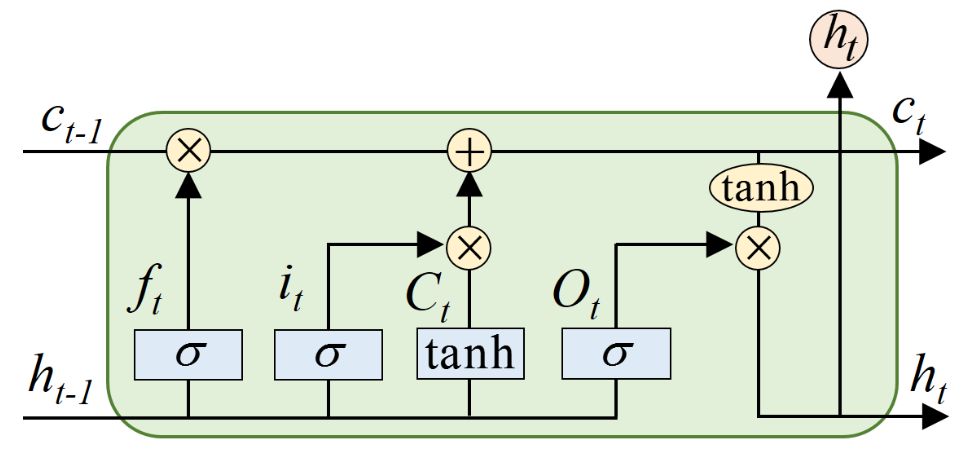 h_t
c_{t-1}
c_t
×
+
tanh
×
×
f_t
i_t
C_t
O_t
σ
σ
tanh
σ
h_{t-1}
h_t